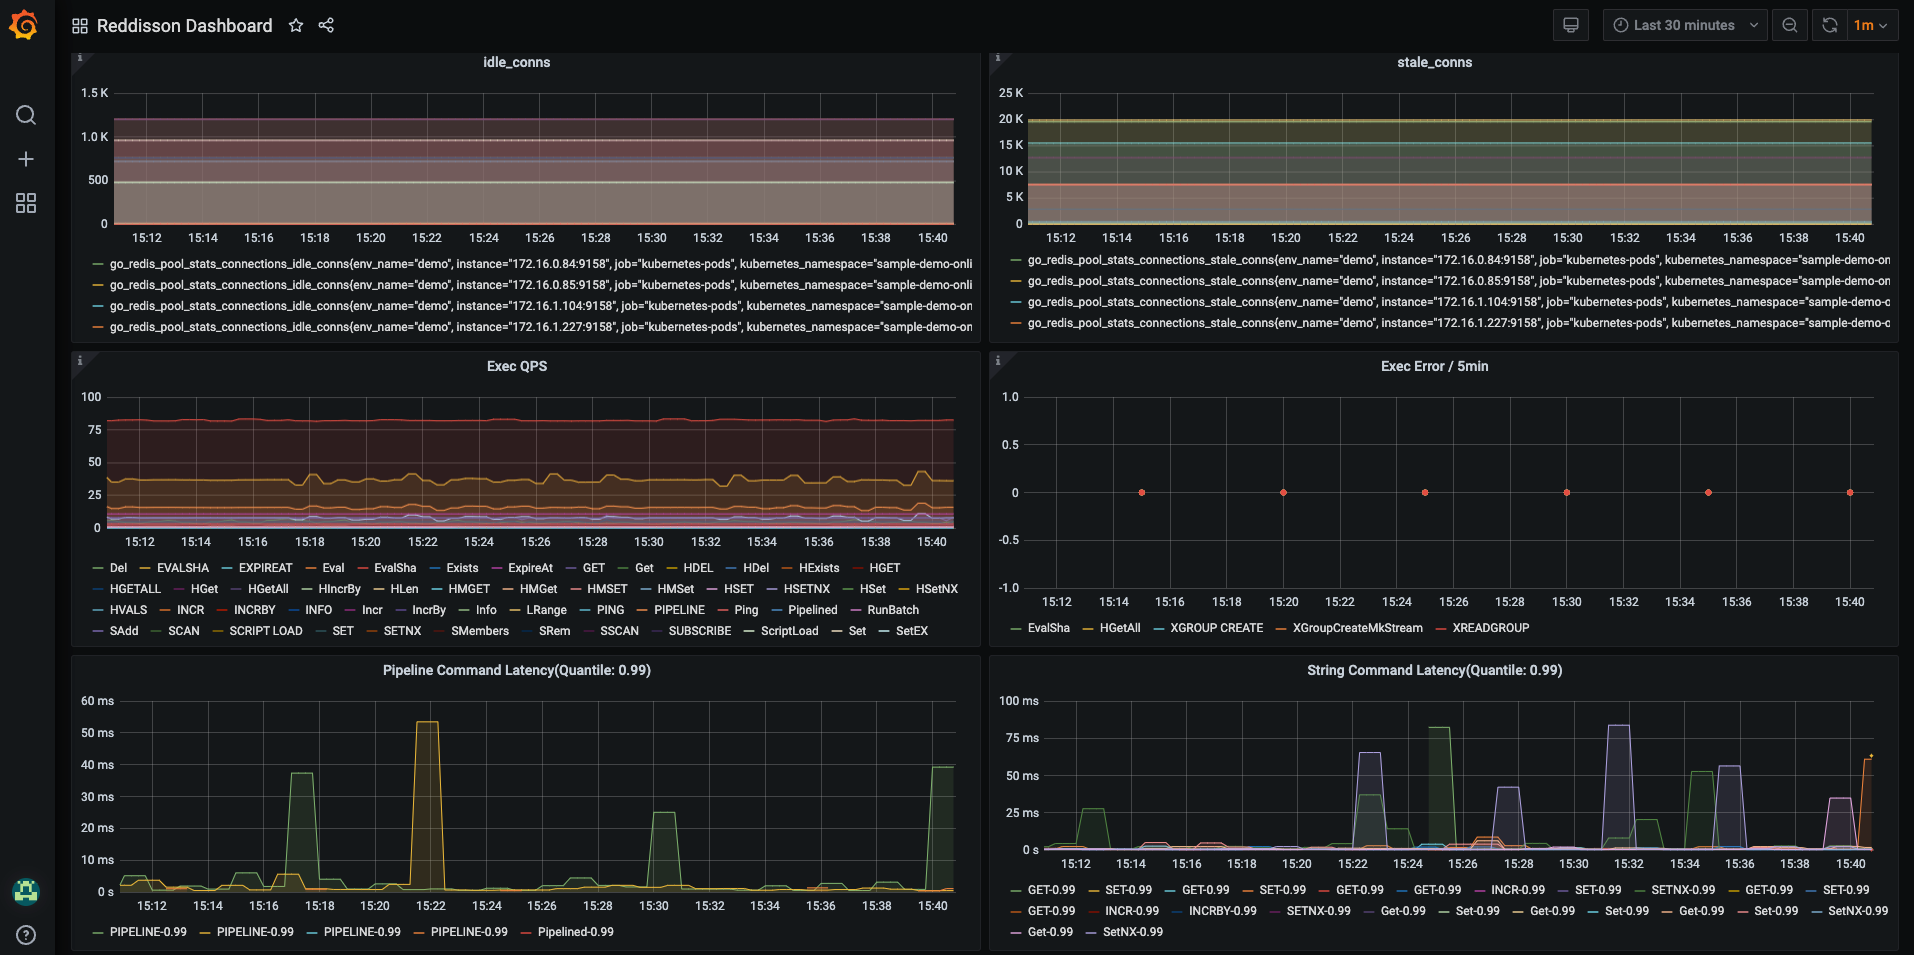 Reddisson Dashboard
Last 30 minutes
1m
idle_conns
1.5 K
1.0 K
500
0
15:12 15:14 15:16 15:18 15:20 15:22 15:24 15:26 15:28 15:30 15:32 15:34 15:36 15:38 15:40
go_redis_pool_stats_connections_idle_conns{env_name="demo", instance="172.16.0.84:9158", job="kubernetes-pods", kubernetes_namespace="sample-demo-onli
go_redis_pool_stats_connections_idle_conns{env_name="demo", instance="172.16.0.85:9158", job="kubernetes-pods", kubernetes_namespace="sample-demo-onli
go_redis_pool_stats_connections_idle_conns{env_name="demo", instance="172.16.1.104:9158", job="kubernetes-pods", kubernetes_namespace="sample-demo-on
go_redis_pool_stats_connections_idle_conns{env_name="demo", instance="172.16.1.227:9158", job="kubernetes-pods", kubernetes_namespace="sample-demo-on
stale_conns
25 K
20 K
15 K
10 K
5 K
0
15:12 15:14 15:16 15:18 15:20 15:22 15:24 15:26 15:28 15:30 15:32 15:34 15:36 15:38 15:40
go_redis_pool_stats_connections_stale_conns{env_name="demo", instance="172.16.0.84:9158", job="kubernetes-pods", kubernetes_namespace="sample-demo-on
go_redis_pool_stats_connections_stale_conns{env_name="demo", instance="172.16.0.85:9158", job="kubernetes-pods", kubernetes_namespace="sample-demo-on
go_redis_pool_stats_connections_stale_conns{env_name="demo", instance="172.16.1.104:9158", job="kubernetes-pods", kubernetes_namespace="sample-demo-o
go_redis_pool_stats_connections_stale_conns{env_name="demo", instance="172.16.1.227:9158", job="kubernetes-pods", kubernetes_namespace="sample-demo-o
Exec QPS
100
75
50
25
0
15:12 15:14 15:16 15:18 15:20 15:22 15:24 15:26 15:28 15:30 15:32 15:34 15:36 15:38 15:40
Del EVALSHA EXPIREAT Eval EvalSha Exists ExpireAt GET Get HDEL HDel HExists HGET
HGETALL HGet HGetAll HIncrBy HLen HMGET HMGet HMSET HMSet HSET HSETNX HSet HSetNX
HVALS INCR INCRBY INFO Incr IncrBy Info LRange PING PIPELINE Ping Pipelined RunBatch
SAdd SCAN SCRIPT LOAD SET SETNX SMembers SRem SSCAN SUBSCRIBE ScriptLoad Set SetEX
Exec Error / 5min
1.0
0.5
0
-0.5
-1.0
15:12 15:14 15:16 15:18 15:20 15:22 15:24 15:26 15:28 15:30 15:32 15:34 15:36 15:38 15:40
EvalSha HGetAll XGROUP CREATE XGroupCreateMkStream XREADGROUP
Pipeline Command Latency(Quantile: 0.99)
60 ms
50 ms
40 ms
30 ms
20 ms
10 ms
0 s
15:12 15:14 15:16 15:18 15:20 15:22 15:24 15:26 15:28 15:30 15:32 15:34 15:36 15:38 15:40
PIPELINE-0.99 PIPELINE-0.99 PIPELINE-0.99 PIPELINE-0.99 Pipelined-0.99
String Command Latency(Quantile: 0.99)
100 ms
75 ms
50 ms
25 ms
0 s
15:12 15:14 15:16 15:18 15:20 15:22 15:24 15:26 15:28 15:30 15:32 15:34 15:36 15:38 15:40
GET-0.99 SET-0.99 GET-0.99 SET-0.99 GET-0.99 GET-0.99 INCR-0.99 SET-0.99 SETNX-0.99 GET-0.99 SET-0.99
GET-0.99 INCR-0.99 INCRBY-0.99 SETNX-0.99 Get-0.99 Set-0.99 Get-0.99 Set-0.99 Get-0.99 Set-0.99 SetNX-0.99
Get-0.99 SetNX-0.99